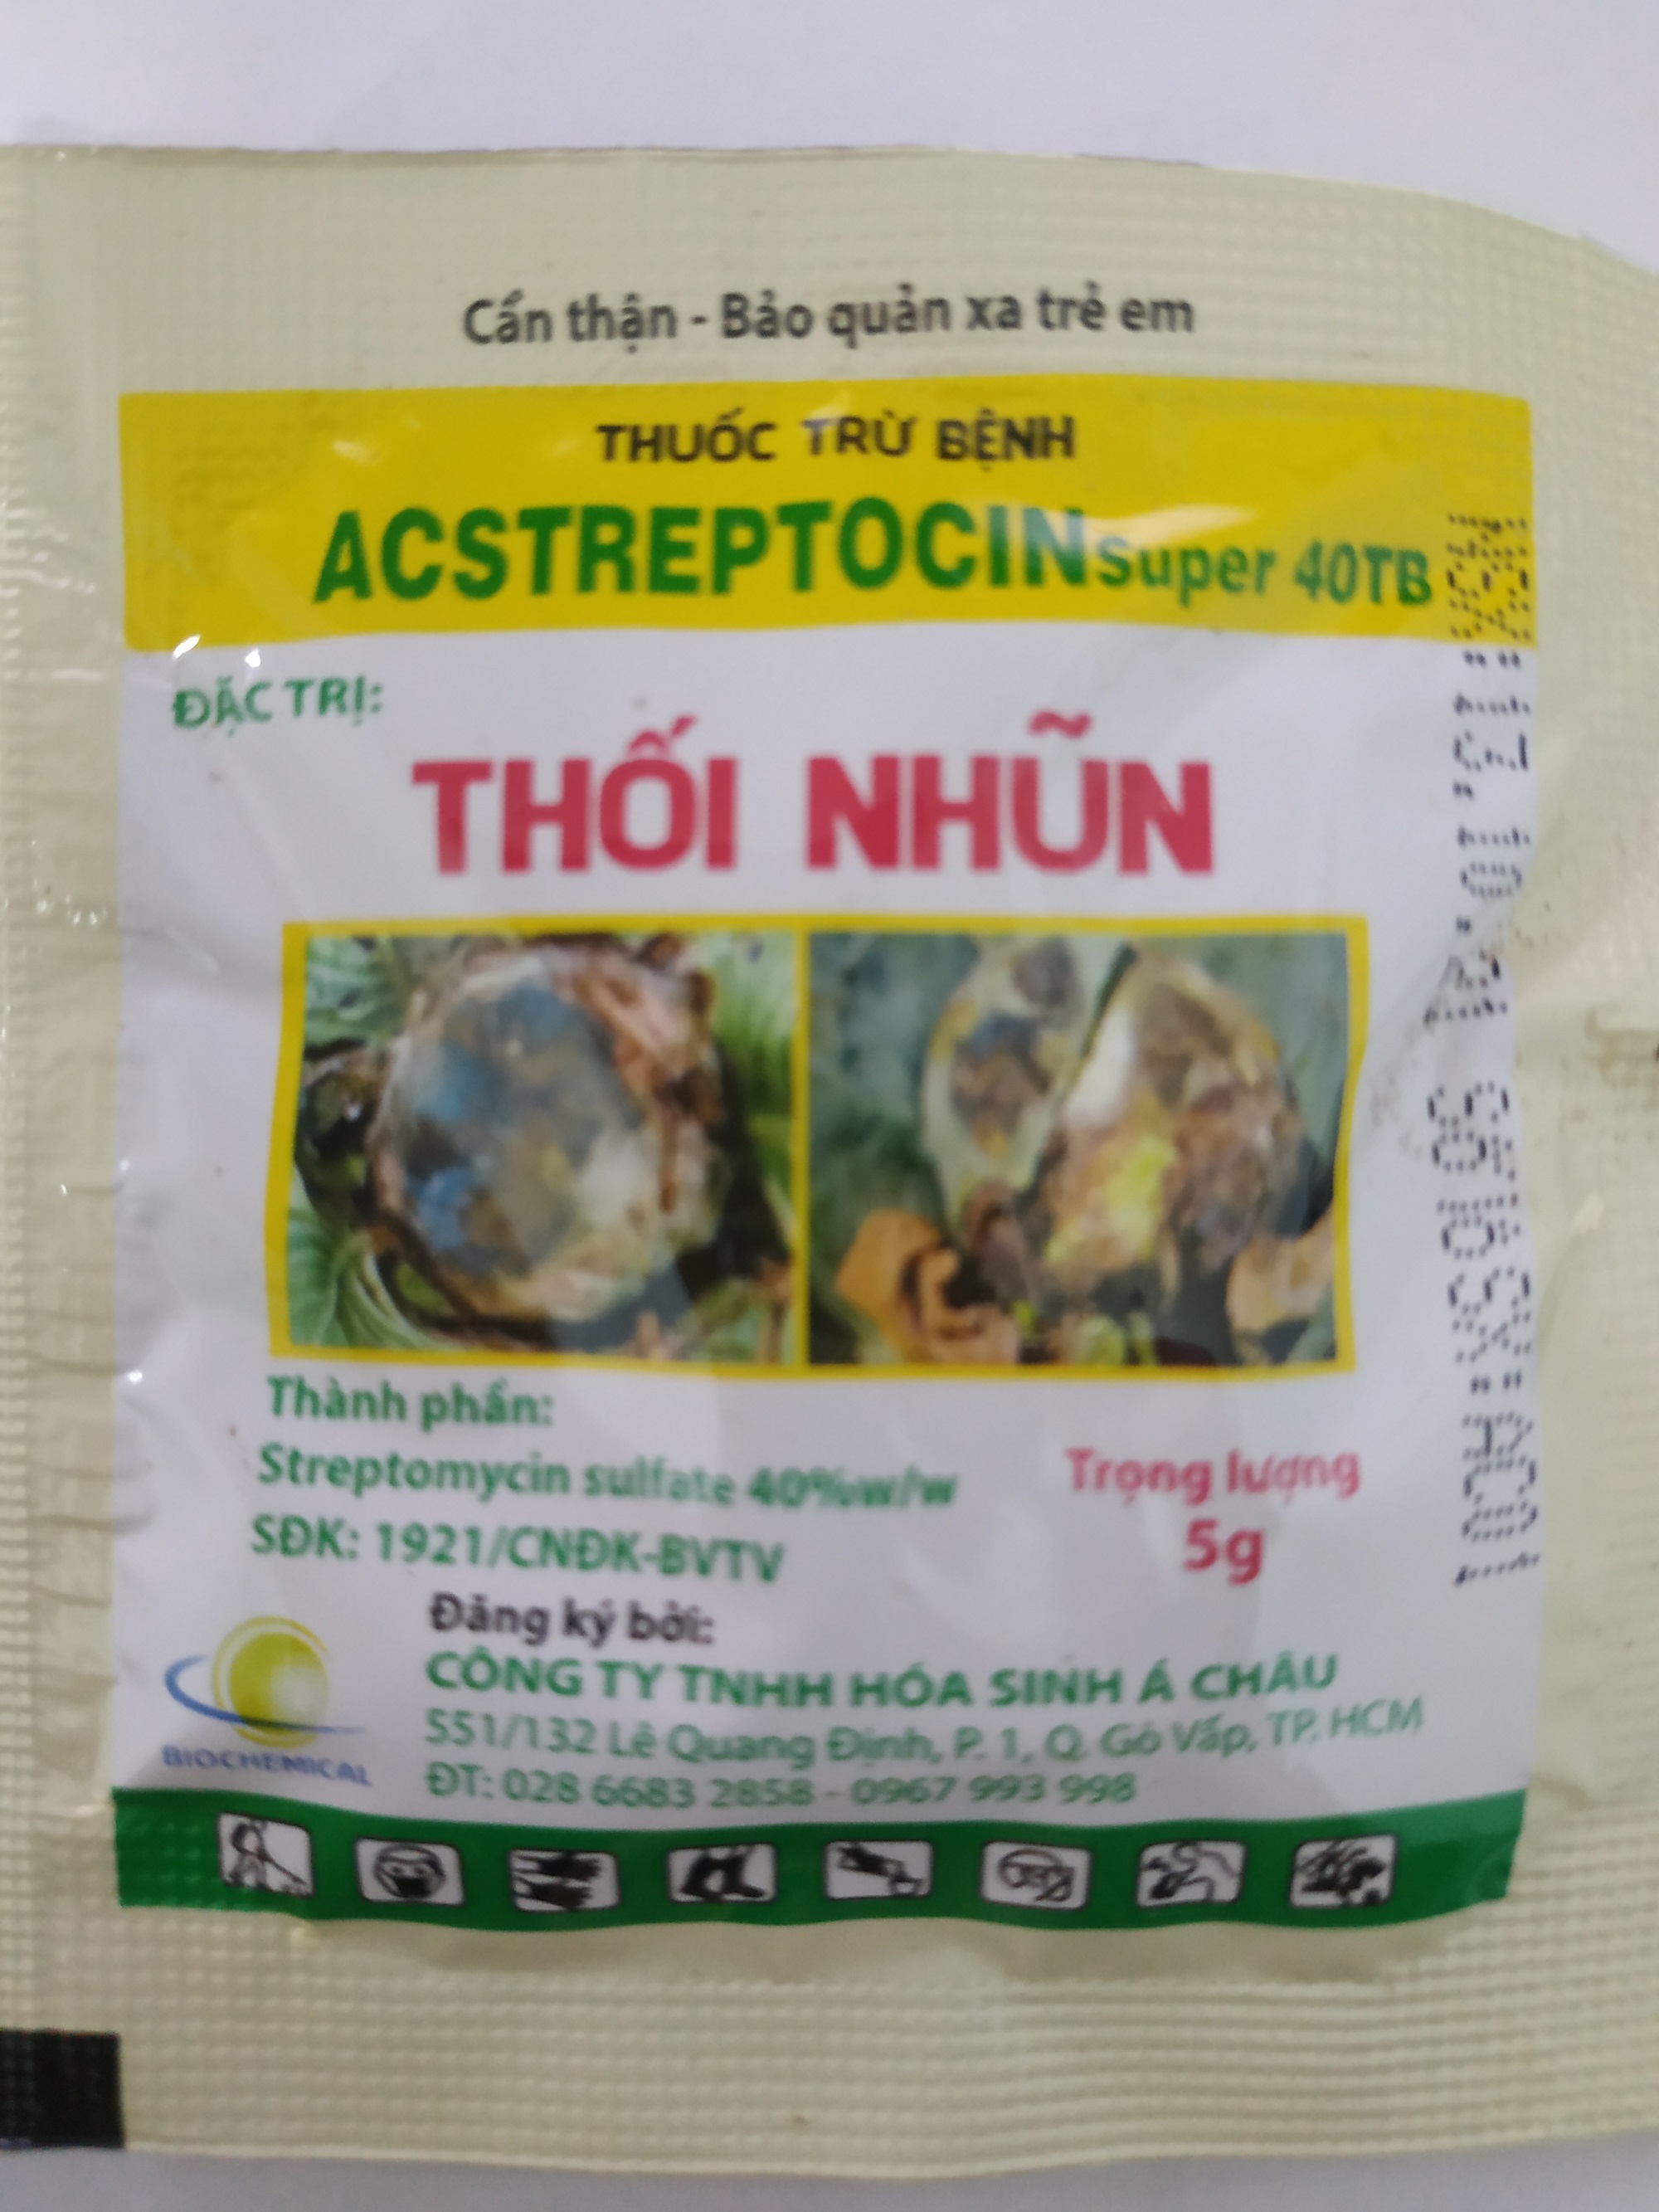 Cẩn thận - Bảo quản xa trẻ em
THUỐC TRỪ BỆNH
ACSTREPTOCIN super 40TB
ĐẶC TRỊ:
THỐI NHŨN
Thành phần:
Streptomycin sulfate 40%w/w
Trọng lượng
5g
SĐK: 1921/CNĐK-BVTV
Đăng ký bởi:
CÔNG TY TNHH HÓA SINH Á CHÂU
551/132 Lê Quang Định, P. 1, Q. Gò Vấp, TP. HCM
ĐT: 028 6683 2858 - 0967 993 998
BIOCHEMICAL